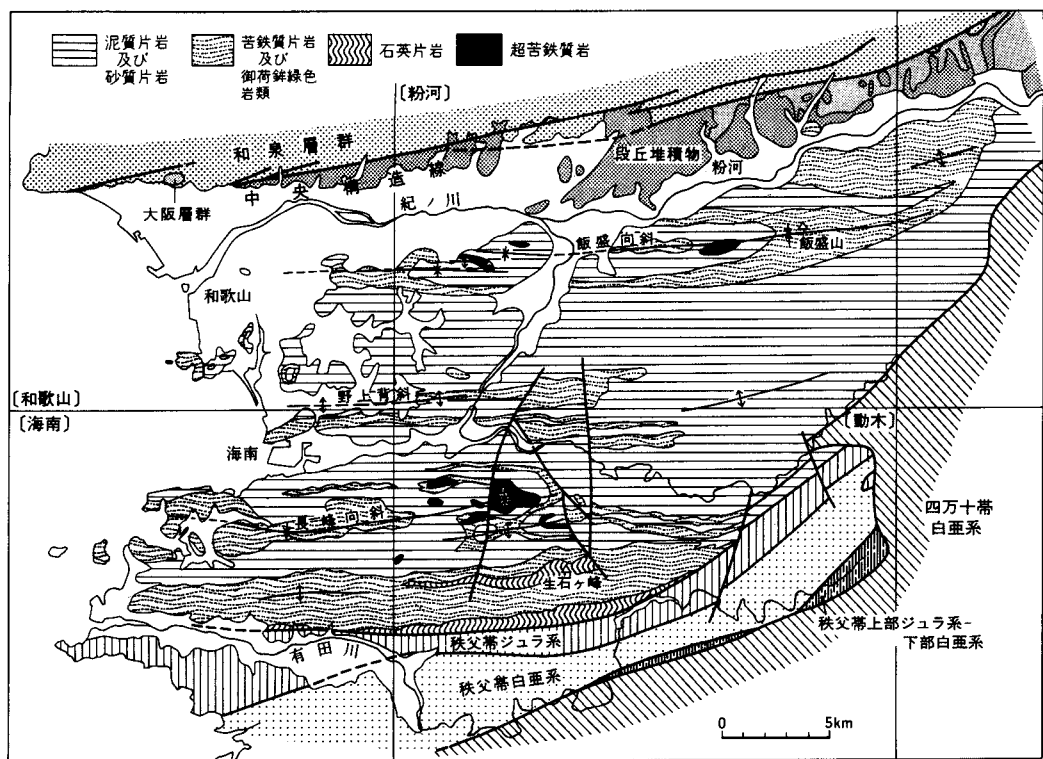 泥質片岩
及び
砂質片岩
苦鉄質片岩
及び
御荷鉾緑色
岩類
石英片岩
超苦鉄質岩
〔粉河〕
和泉層群
段丘堆積物
粉河
中央構造線
紀ノ川
大阪層群
飯盛向斜
飯盛山
和歌山
野上背斜
〔和歌山〕
〔海南〕
〔動木〕
海南
四万十帯
白亜系
長峰向斜
生石ヶ峰
秩父帯上部ジュラ系-
下部白亜系
秩父帯ジュラ系
有田川
秩父帯白亜系
0 5km